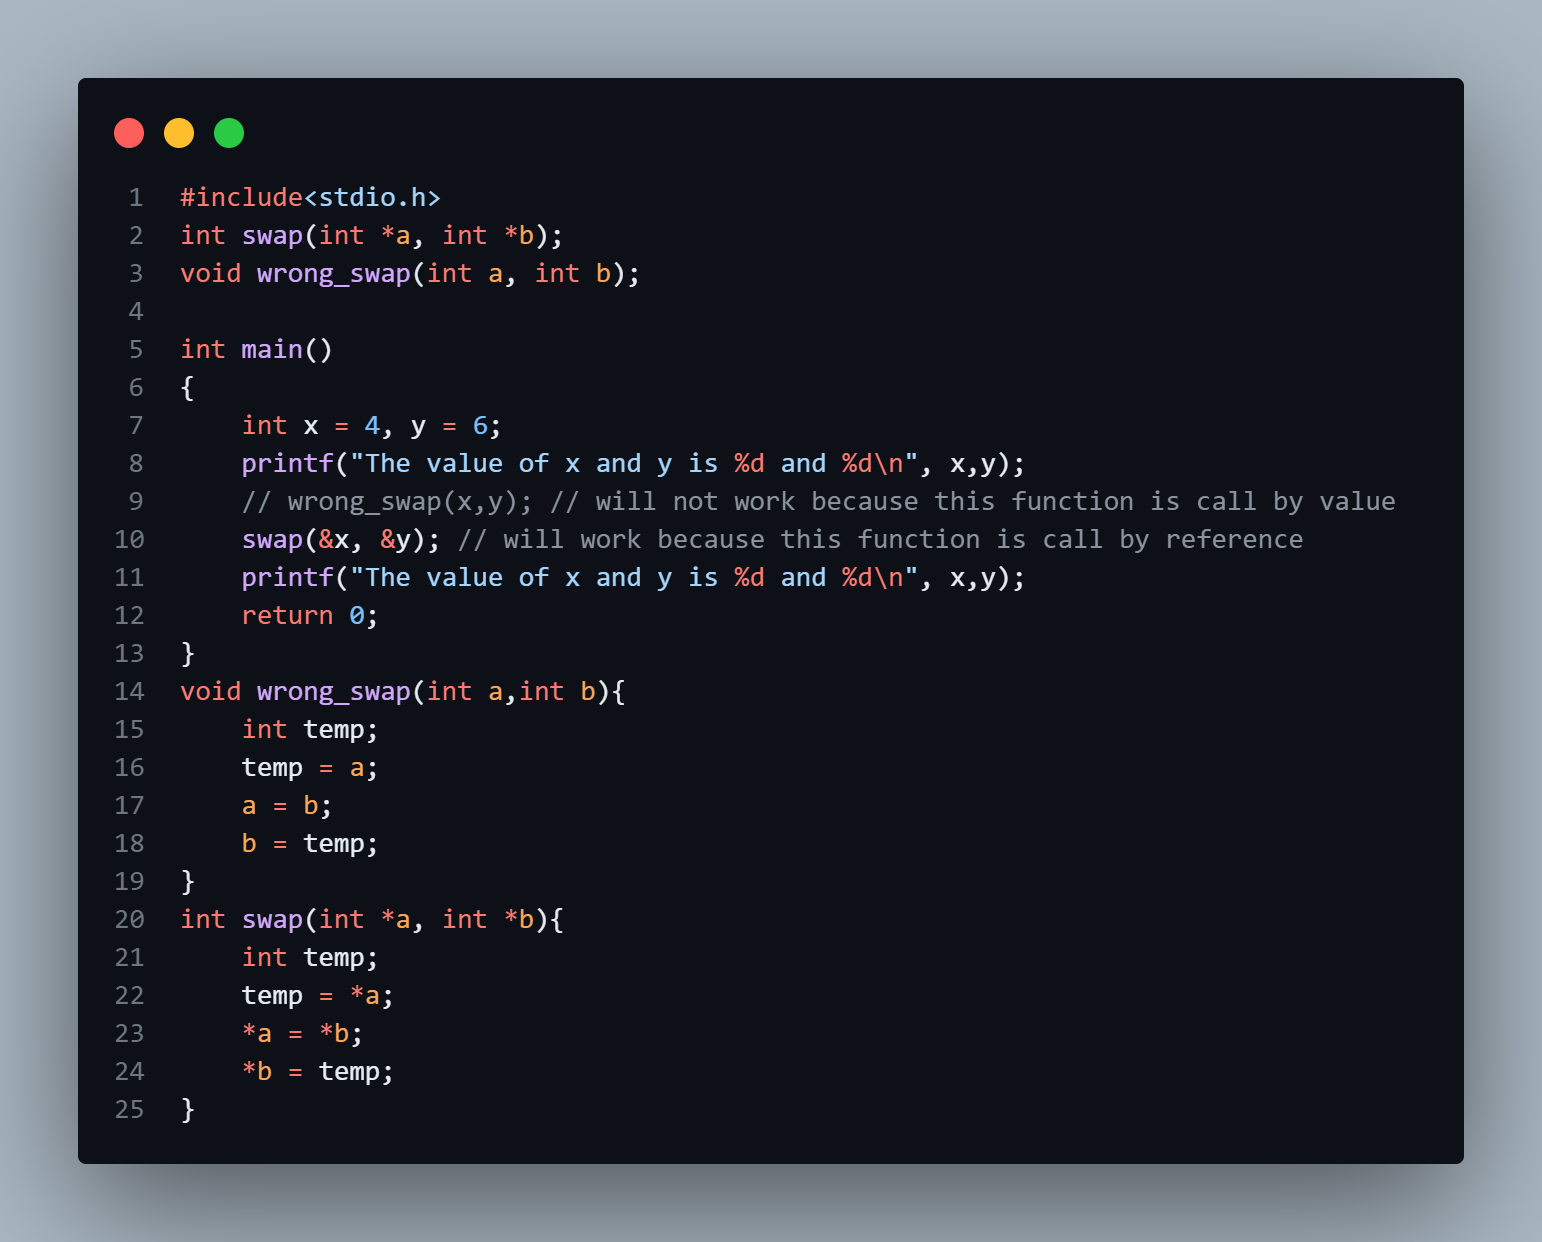 1 #include<stdio.h>
2 int swap(int *a, int *b);
3 void wrong_swap(int a, int b);
4
5 int main()
6 {
7     int x = 4, y = 6;
8     printf("The value of x and y is %d and %d\n", x,y);
9     // wrong_swap(x,y); // will not work because this function is call by value
10     swap(&x, &y); // will work because this function is call by reference
11     printf("The value of x and y is %d and %d\n", x,y);
12     return 0;
13 }
14 void wrong_swap(int a,int b){
15     int temp;
16     temp = a;
17     a = b;
18     b = temp;
19 }
20 int swap(int *a, int *b){
21     int temp;
22     temp = *a;
23     *a = *b;
24     *b = temp;
25 }